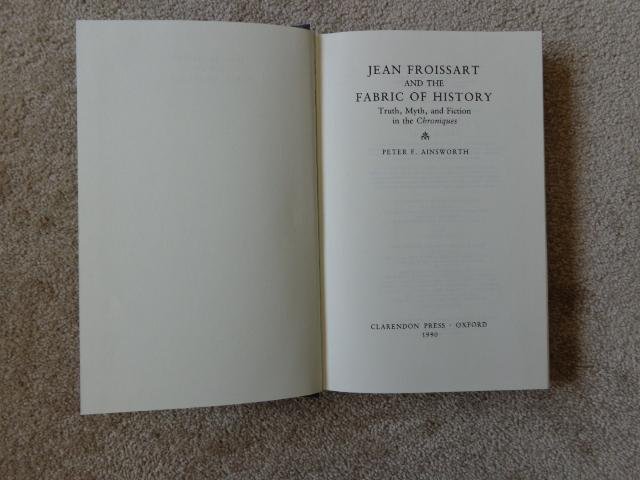 JEAN FROISSART
AND THE
FABRIC OF HISTORY
Truth, Myth, and Fiction
in the Chroniques
PETER F. AINSWORTH
CLARENDON PRESS · OXFORD
1990